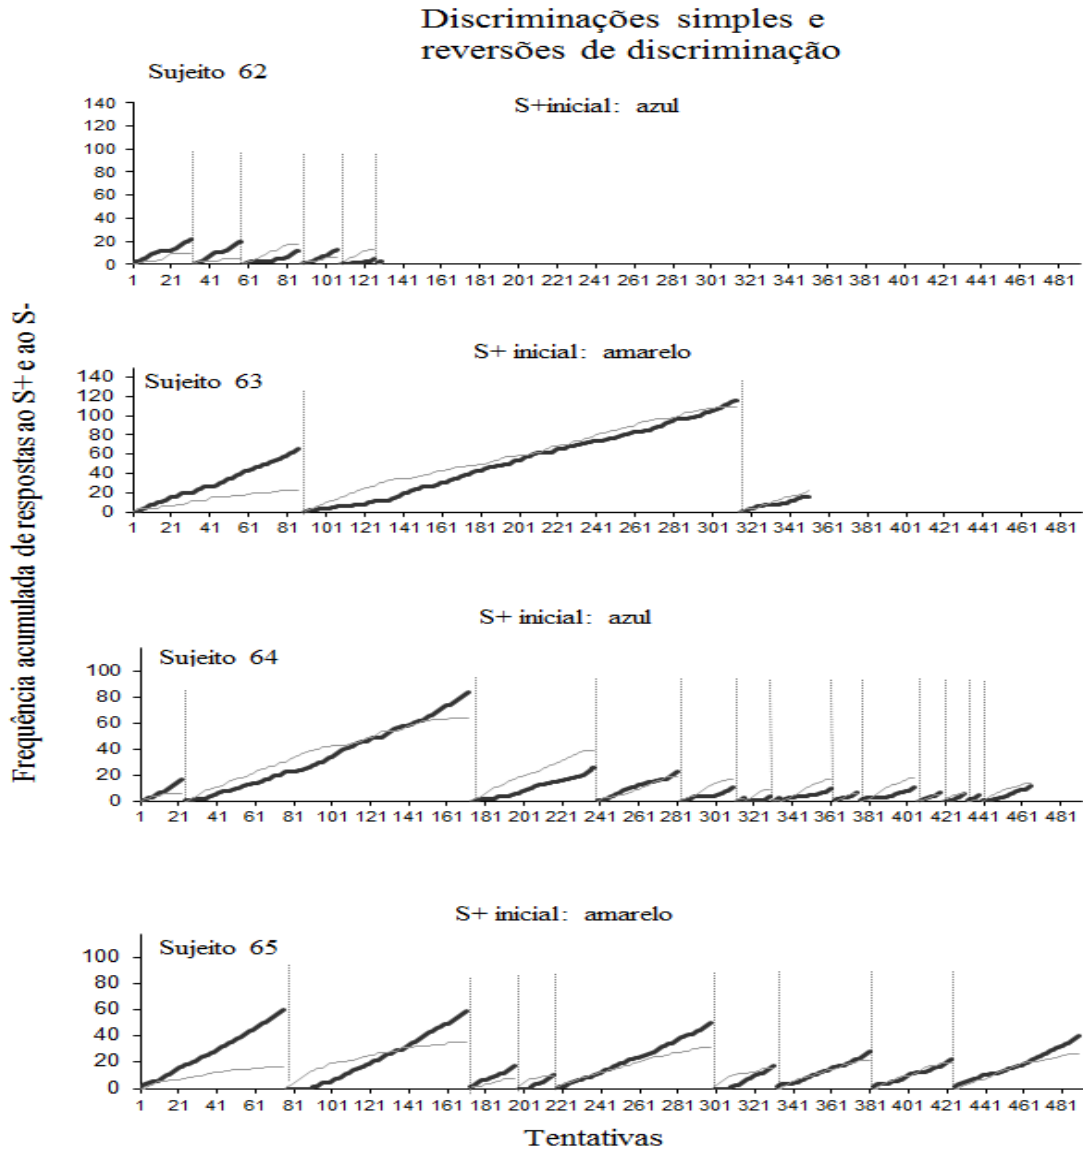 Discriminações simples e
reversões de discriminação
Sujeito 62
S+inicial: azul
140
120
100
80
60
40
20
0
1 21 41 61 81 101 121 141 161 181 201 221 241 261 281 301 321 341 361 381 401 421 441 461 481
S+ inicial: amarelo
Sujeito 63
140
120
100
80
60
40
20
0
1 21 41 61 81 101 121 141 161 181 201 221 241 261 281 301 321 341 361 381 401 421 441 461 481
Frequência acumulada de respostas ao S+ e ao S-
S+ inicial: azul
Sujeito 64
100
80
60
40
20
0
1 21 41 61 81 101 121 141 161 181 201 221 241 261 281 301 321 341 361 381 401 421 441 461 481
S+ inicial: amarelo
Sujeito 65
100
80
60
40
20
0
1 21 41 61 81 101 121 141 161 181 201 221 241 261 281 301 321 341 361 381 401 421 441 461 481
Tentativas